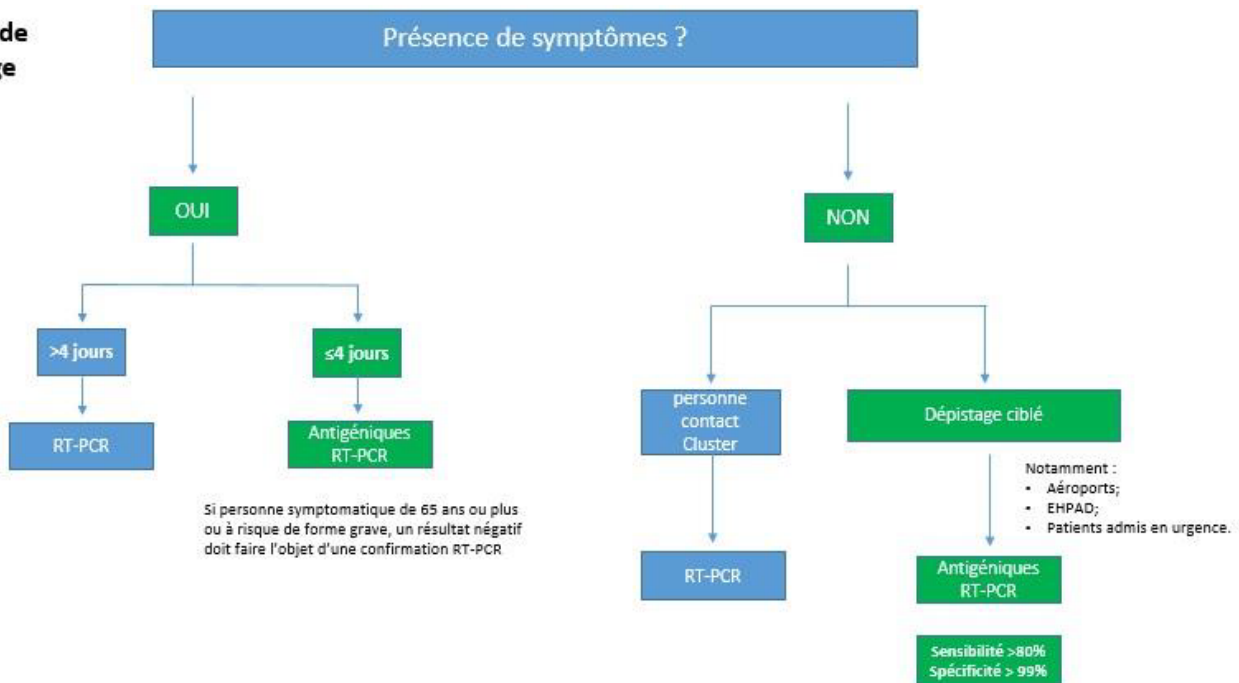 de
Présence de symptômes ?
OUI
NON
>4 jours
≤4 jours
RT-PCR
Antigéniques
RT-PCR
Si personne symptomatique de 65 ans ou plus
ou à risque de forme grave, un résultat négatif
doit faire l'objet d'une confirmation RT-PCR
personne
contact
Cluster
Dépistage ciblé
Notamment :
• Aéroports;
• EHPAD;
• Patients admis en urgence.
RT-PCR
Antigéniques
RT-PCR
Sensibilité >80%
Spécificité > 99%